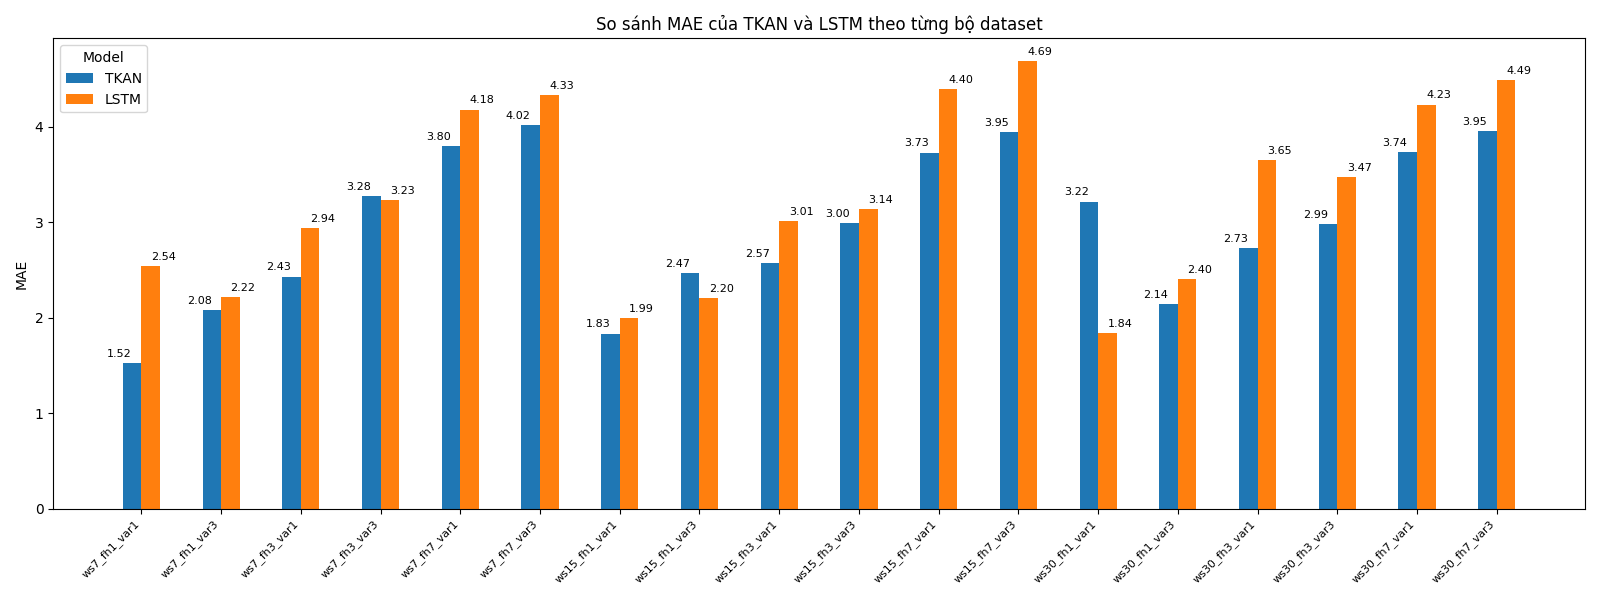 So sánh MAE của TKAN và LSTM theo từng bộ dataset
Model
TKAN
LSTM
MAE
4
3
2
1
0
1.52 2.54
2.08 2.22
2.43 2.94
3.28 3.23
3.80 4.18
4.02 4.33
1.83 1.99
2.47 2.20
2.57 3.01
3.00 3.14
3.73 4.40
3.95 4.69
3.22 1.84
2.14 2.40
2.73 3.65
2.99 3.47
3.74 4.23
3.95 4.49
ws7_fh1_var1
ws7_fh1_var3
ws7_fh3_var1
ws7_fh3_var3
ws7_fh7_var1
ws7_fh7_var3
ws15_fh1_var1
ws15_fh1_var3
ws15_fh3_var1
ws15_fh3_var3
ws15_fh7_var1
ws15_fh7_var3
ws30_fh1_var1
ws30_fh1_var3
ws30_fh3_var1
ws30_fh3_var3
ws30_fh7_var1
ws30_fh7_var3